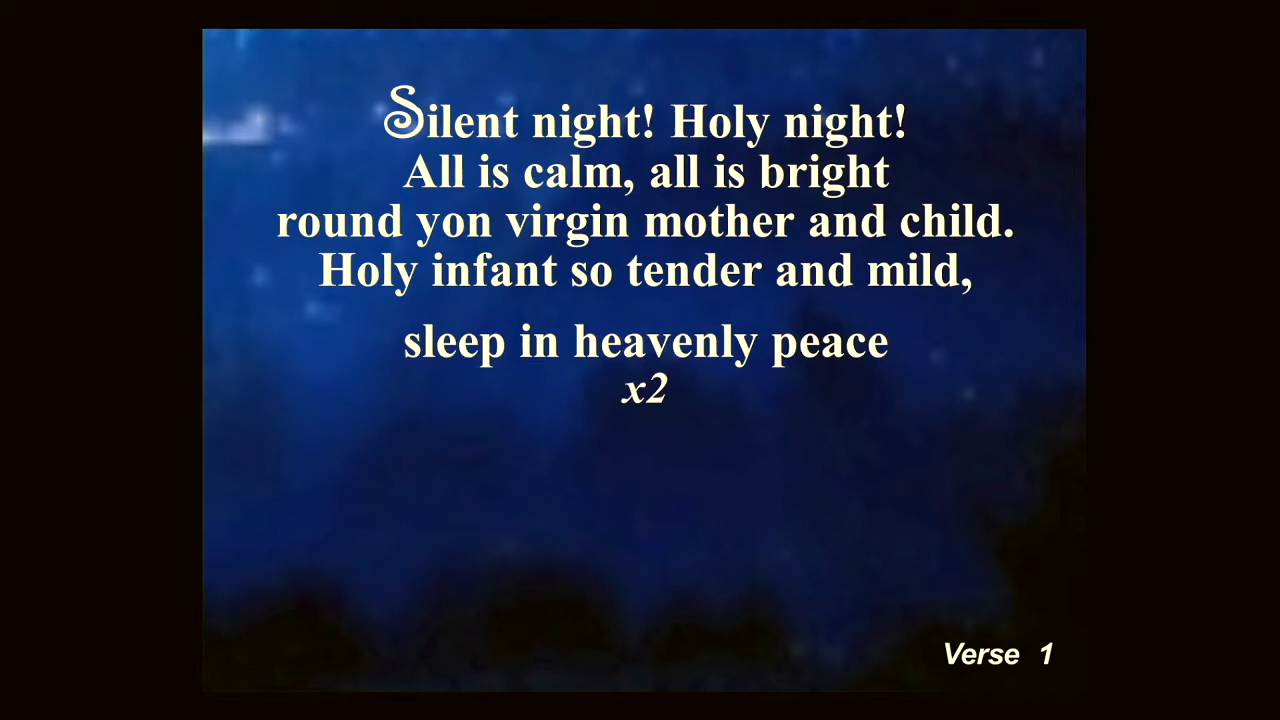 Silent night! Holy night!
All is calm, all is bright
round yon virgin mother and child.
Holy infant so tender and mild,
sleep in heavenly peace
x2
Verse 1